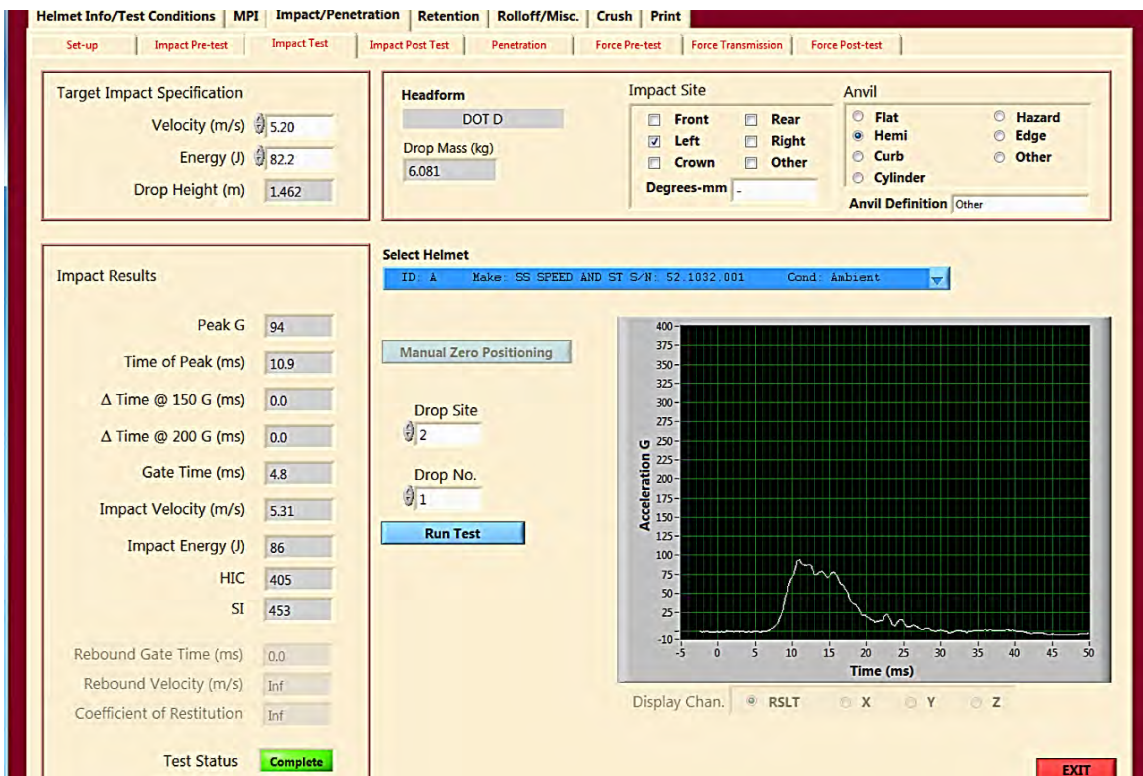 Helmet Info/Test Conditions MPI Impact/Penetration Retention Rolloff/Misc. Crush Print
Set-up Impact Pre-test Impact Test Impact Post Test Penetration Force Pre-test Force Transmission Force Post-test
Target Impact Specification
Velocity (m/s) 5.20
Energy (J) 82.2
Drop Height (m) 1.462
Headform
DOT D
Drop Mass (kg)
6.081
Impact Site
Front Rear
Left Right
Crown Other
Degrees-mm -
Anvil
Flat Hazard
Hemi Edge
Curb Other
Cylinder
Anvil Definition Other
Select Helmet
ID: A Make: SS SPEED AND ST S/N: 52.1032.001 Cond: Ambient
Impact Results
Peak G 94
Time of Peak (ms) 10.9
Δ Time @ 150 G (ms) 0.0
Δ Time @ 200 G (ms) 0.0
Gate Time (ms) 4.8
Impact Velocity (m/s) 5.31
Impact Energy (J) 86
HIC 405
SI 453
Rebound Gate Time (ms) 0.0
Rebound Velocity (m/s) Inf
Coefficient of Restitution Inf
Test Status Complete
Manual Zero Positioning
Drop Site
2
Drop No.
1
Run Test
Acceleration G
400
375
350
325
300
275
250
225
200
175
150
125
100
75
50
25
-10
-5 0 5 10 15 20 25 30 35 40 45 50
Time (ms)
Display Chan. RSLT X Y Z
EXIT